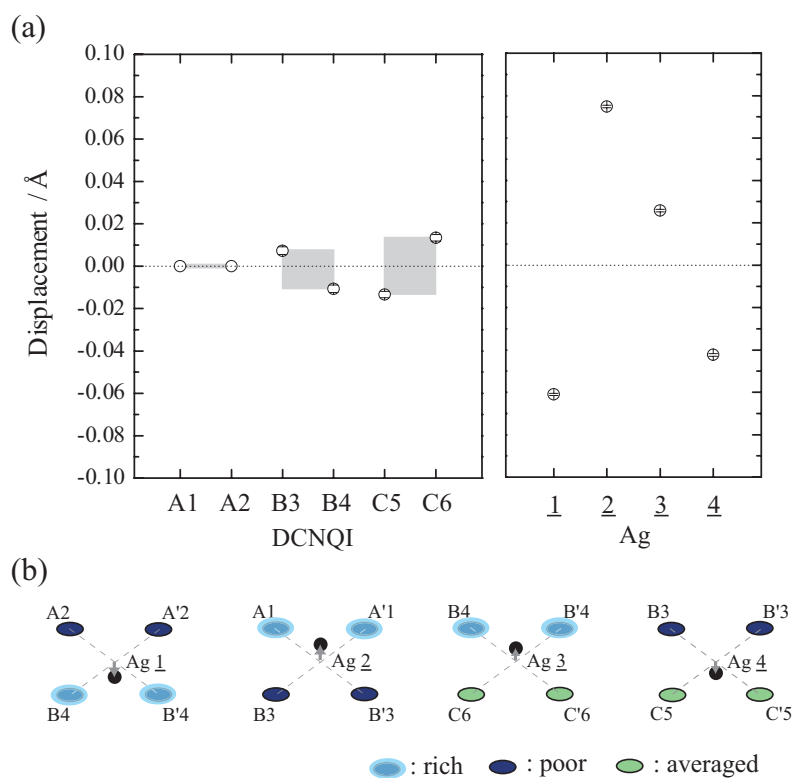 (a)
Displacement / Å
0.10
0.08
0.06
0.04
0.02
0.00
-0.02
-0.04
-0.06
-0.08
-0.10
A1 A2 B3 B4 C5 C6
DCNQI
1 2 3 4
Ag
(b)
A2 A'2
Ag 1
B4 B'4
A1 A'1
Ag 2
B3 B'3
B4 B'4
Ag 3
C6 C'6
B3 B'3
Ag 4
C5 C'5
: rich : poor : averaged